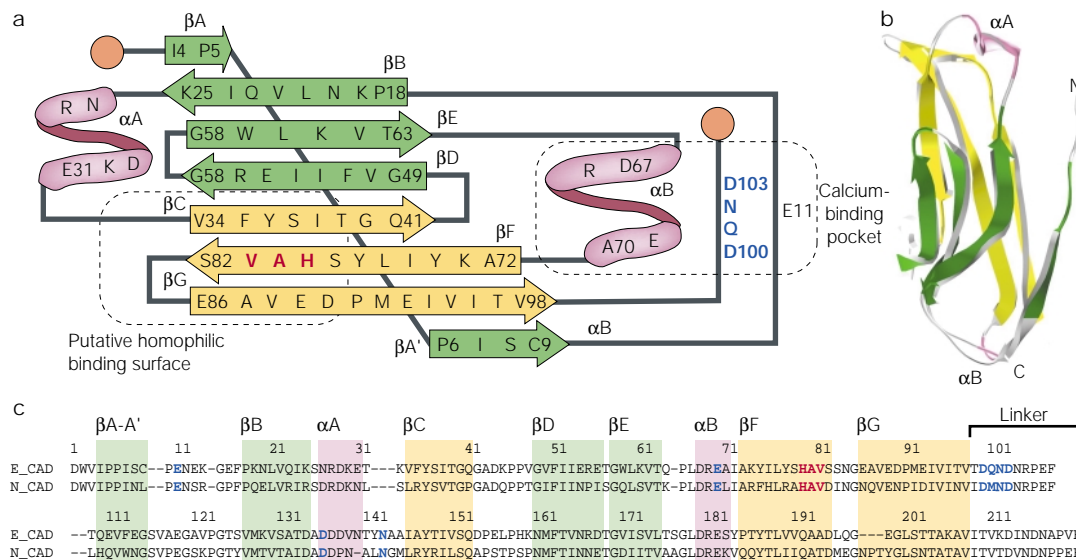 a
βA
I4 P5
βB
K25 I Q V L N K P18
R N
αA
E31 K D
G58 W L K V T63
βE
G58 R E I I F V G49
βD
βC
V34 F Y S I T G Q41
βF
S82 V A H S Y L I Y K A72
βG
E86 A V E D P M E I V I T V98
Putative homophilic
binding surface
βA'
P6 I S C9
αB
R D67
αB
A70 E
D103
N
Q
D100
E11
Calcium-
binding
pocket
b
αA
N
αB
C
c
βA-A' βB αA βC βD βE αB βF βG Linker
1 11 21 31 41 51 61 71 81 91 101
E_CAD DWVIPPISC--PENEK-GEFPKNLVQIKSNRDKET---KVFYSITGQGADKPPVGVFIIERETGWLKVTQ-PLDREAIAKYILYSHAVSSNGEAVEDPMEIVITVTDQNDNRPEF
N_CAD DWVIPPINL--PENSR-GPFPQELVRIRSDRDKNL---SLRYSVTGPGADQPPTGIFIINPISGQLSVTK-PLDRELIARFHLRAHAVDINGNQVENPIDIVINVIDMNDNRPEF
111 121 131 141 151 161 171 181 191 201 211
E_CAD --TQEVFEGSVAEGAVPGTSVMKVSATDADDDVNTYNAAIAYTIVSQDPELPHKNMFTVNRDTGVISVLTSGLDRESYPTYTLVVQAADLQG---EGLSTTAKAVITVKDINDNAPVE
N_CAD --LHQVWNGSVPEGSKPGTYVMTVTAIDADDPN-ALNGMLRYRILSQAPSTPSPNMFTINNETGDIITVAAGLDREKVQQYTLIIQATDMEGNPTYGLSNTATAVITVTDVNDNPPE